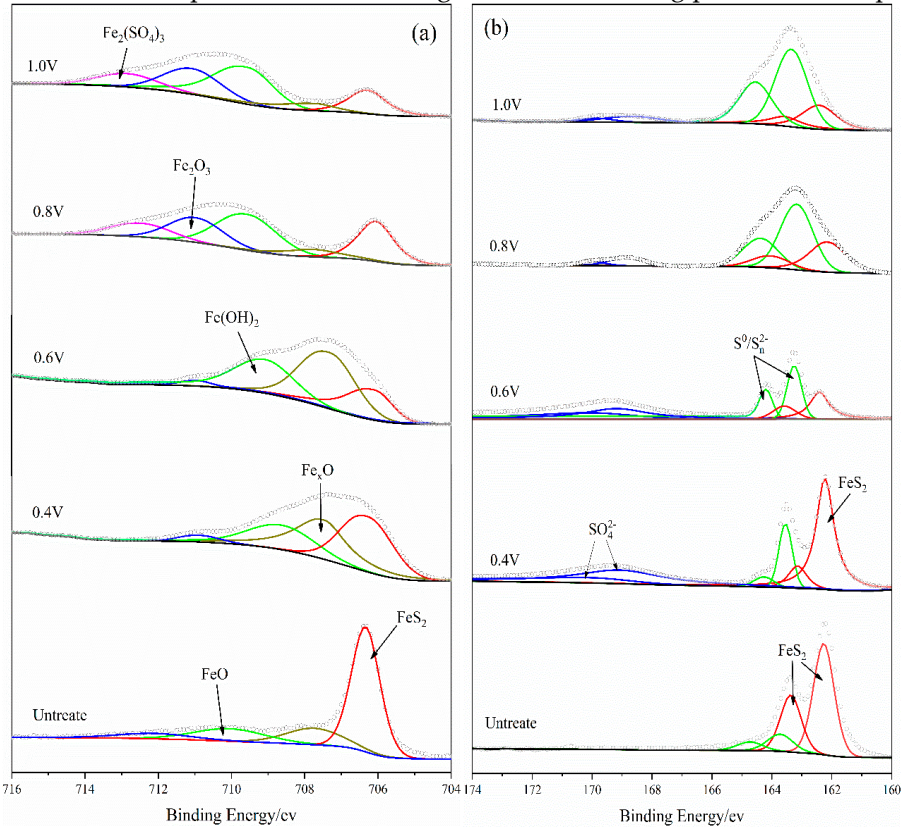 (a)
Fe₂(SO₄)₃
1.0V
Fe₂O₃
0.8V
Fe(OH)₂
0.6V
FeₓO
0.4V
FeS₂
FeO
Untreate
716 714 712 710 708 706 704
Binding Energy/ev
(b)
1.0V
0.8V
S⁰/Sₙ²⁻
0.6V
FeS₂
SO₄²⁻
0.4V
FeS₂
Untreate
174 172 170 168 166 164 162 160
Binding Energy/ev